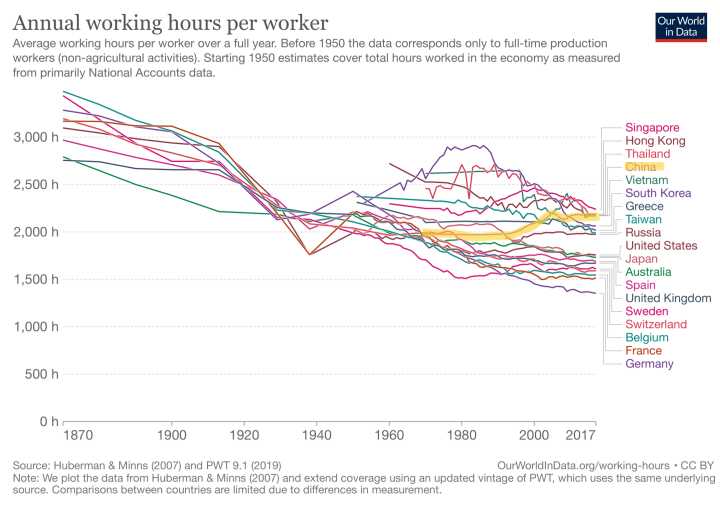 Annual working hours per worker
Our World
in Data
Average working hours per worker over a full year. Before 1950 the data corresponds only to full-time production
workers (non-agricultural activities). Starting 1950 estimates cover total hours worked in the economy as measured
from primarily National Accounts data.
3,000 h
2,500 h
2,000 h
1,500 h
1,000 h
500 h
0 h
1870
1900
1920
1940
1960
1980
2000
2017
Singapore
Hong Kong
Thailand
China
Vietnam
South Korea
Greece
Taiwan
Russia
United States
Japan
Australia
Spain
United Kingdom
Sweden
Switzerland
Belgium
France
Germany
Source: Huberman & Minns (2007) and PWT 9.1 (2019)
OurWorldInData.org/working-hours • CC BY
Note: We plot the data from Huberman & Minns (2007) and extend coverage using an updated vintage of PWT, which uses the same underlying
source. Comparisons between countries are limited due to differences in measurement.